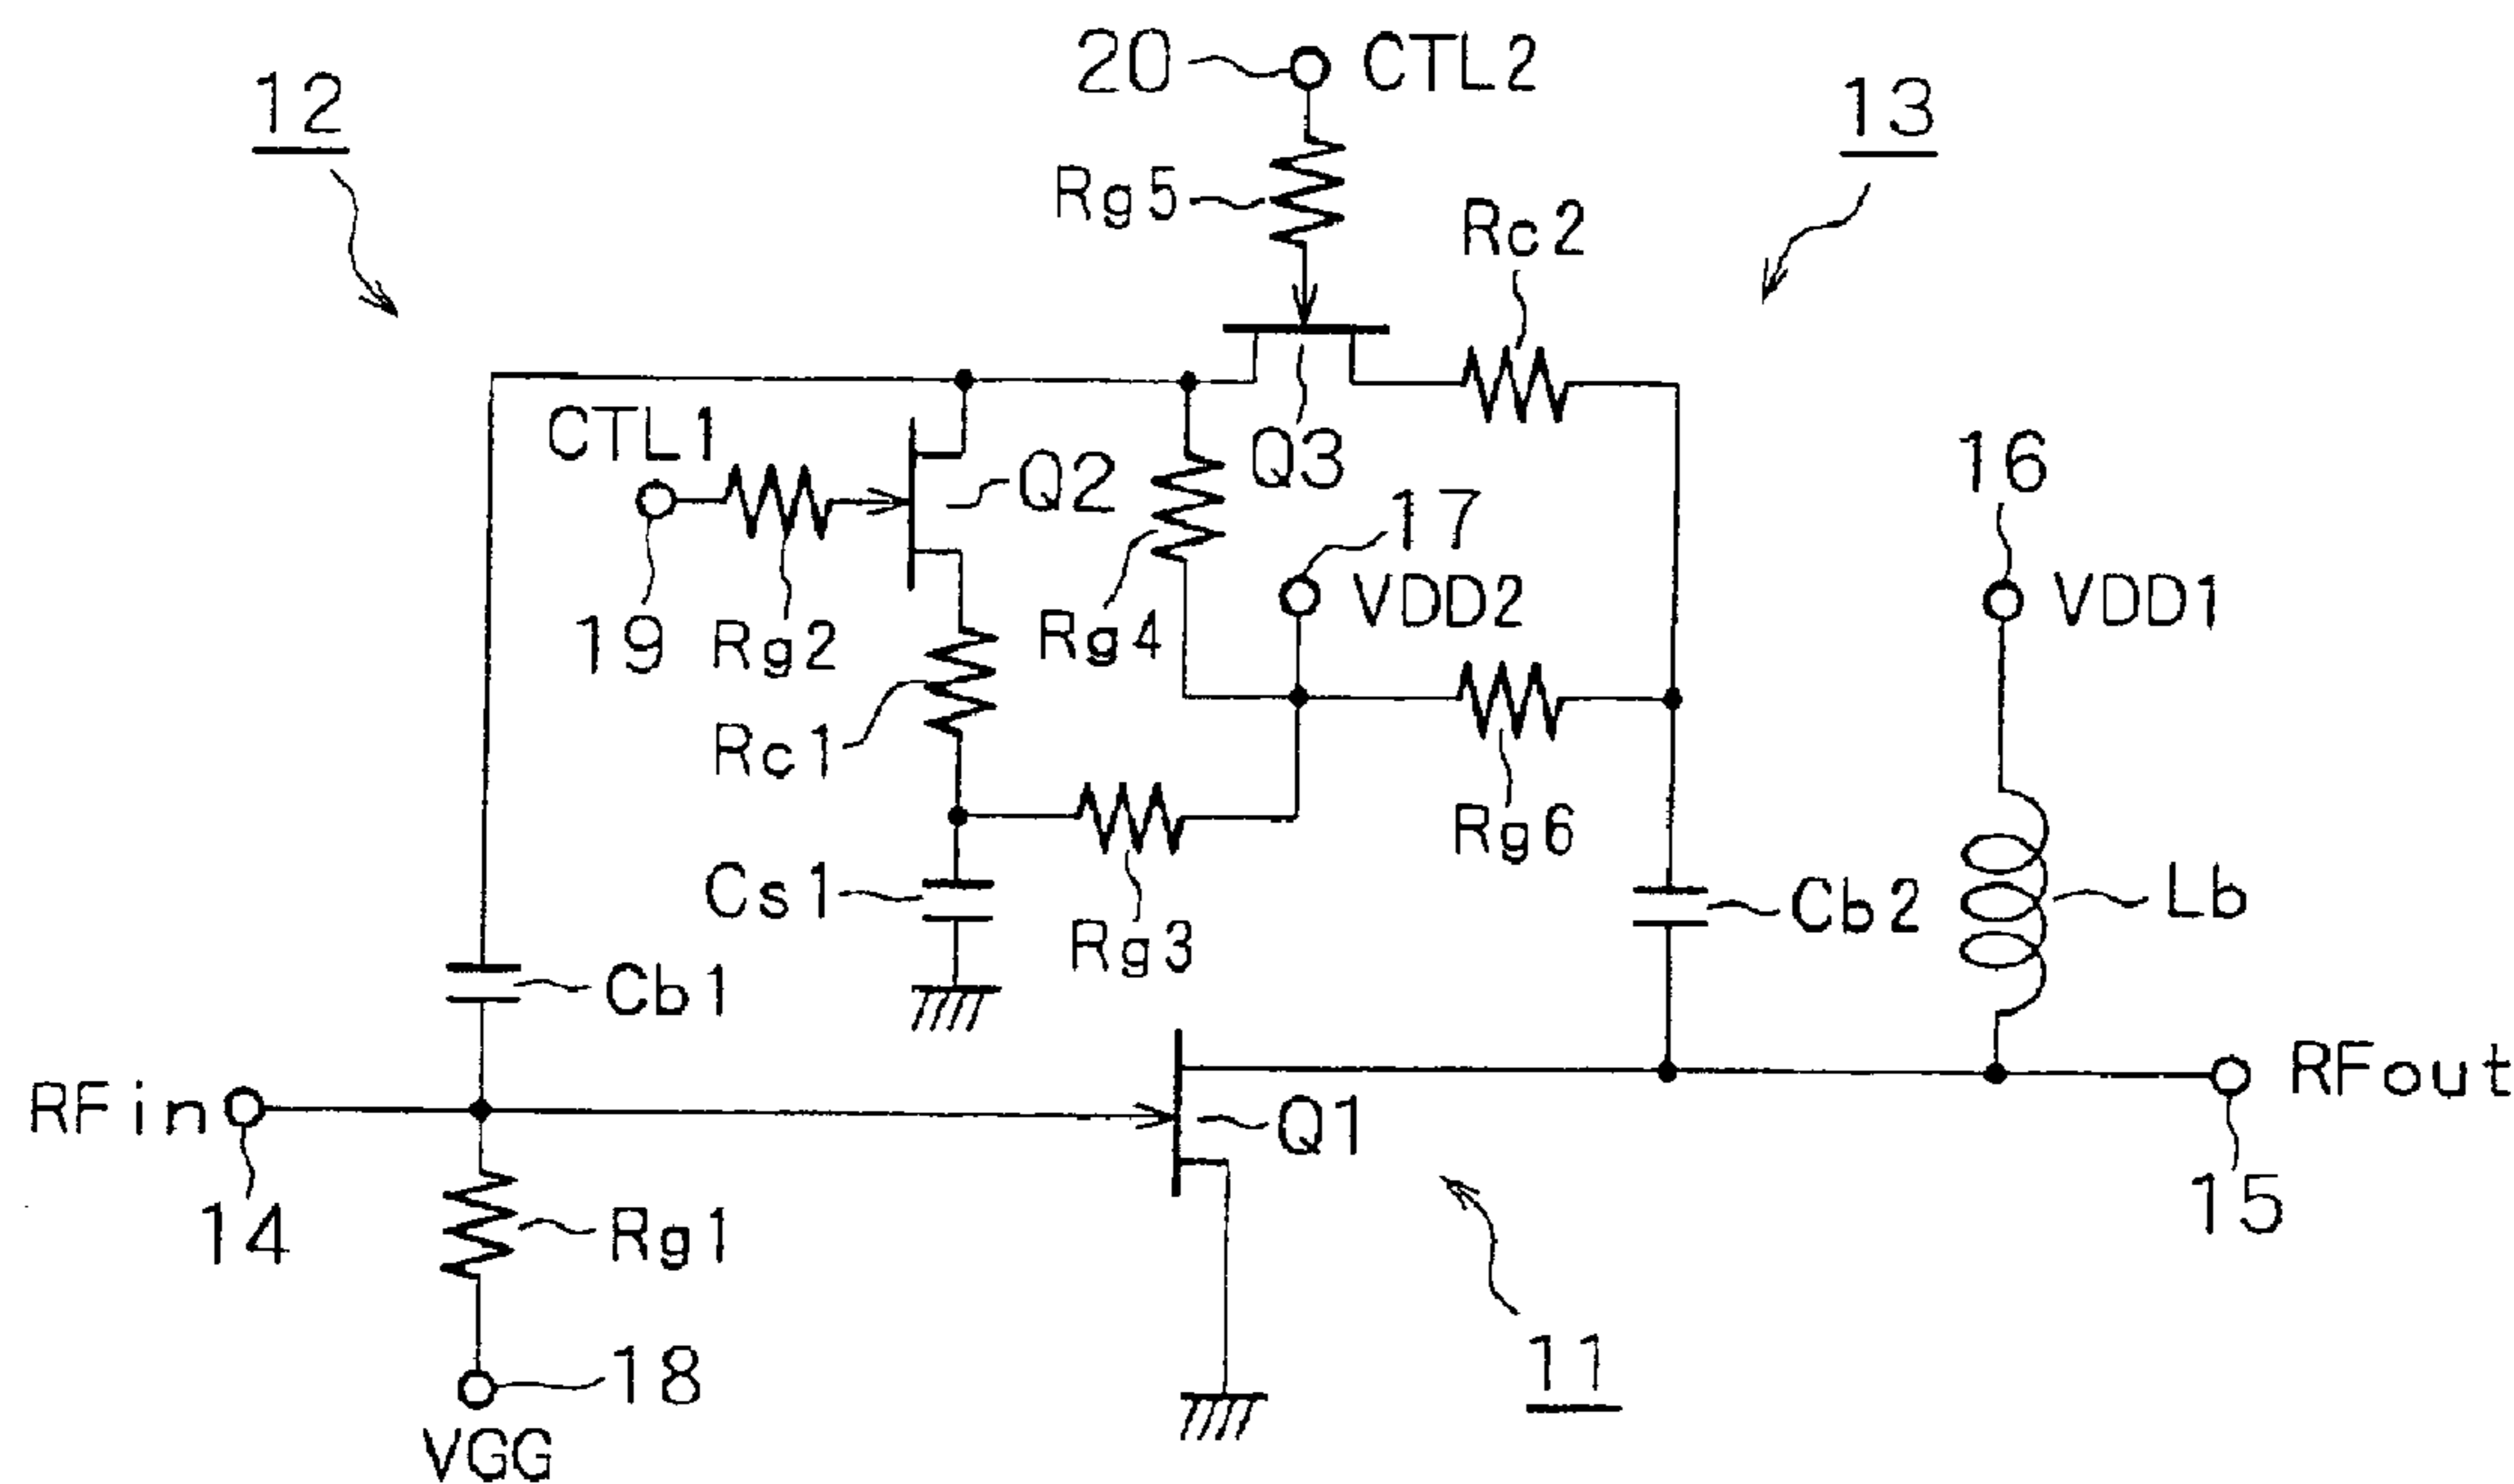 20
CTL2
12
13
Rg5
Rc2
CTL1
Q2
Q3
16
17
VDD2
VDD1
19
Rg2
Rg4
Rc1
Rg6
Cs1
Rg3
Cb2
Lb
Cb1
RFin
Q1
RFout
14
Rg1
15
18
11
VGG